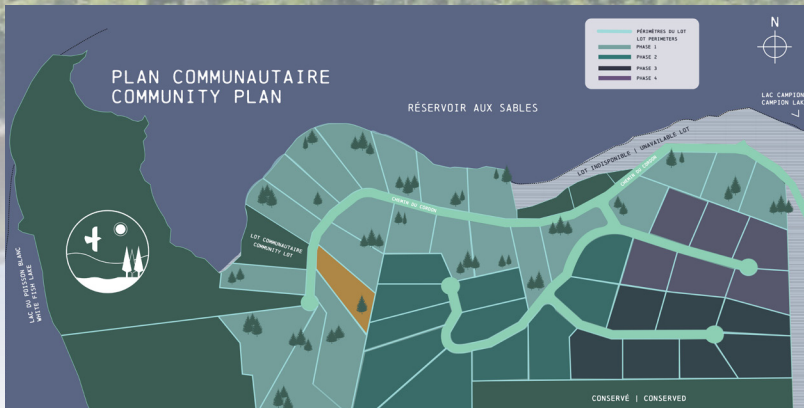 PLAN COMMUNAUTAIRE
COMMUNITY PLAN
RÉSERVOIR AUX SABLES
PÉRIMÈTRES DU LOT
LOT PERIMETERS
PHASE 1
PHASE 2
PHASE 3
PHASE 4
N
LAC CAMPION
CAMPION LAK
LOT INDISPONIBLE | UNAVAILABLE LOT
LOT COMMUNAUTAIRE
COMMUNITY LOT
LAC DU POISSON BLANC
WHITE FISH LAKE
CONSERVÉ | CONSERVED